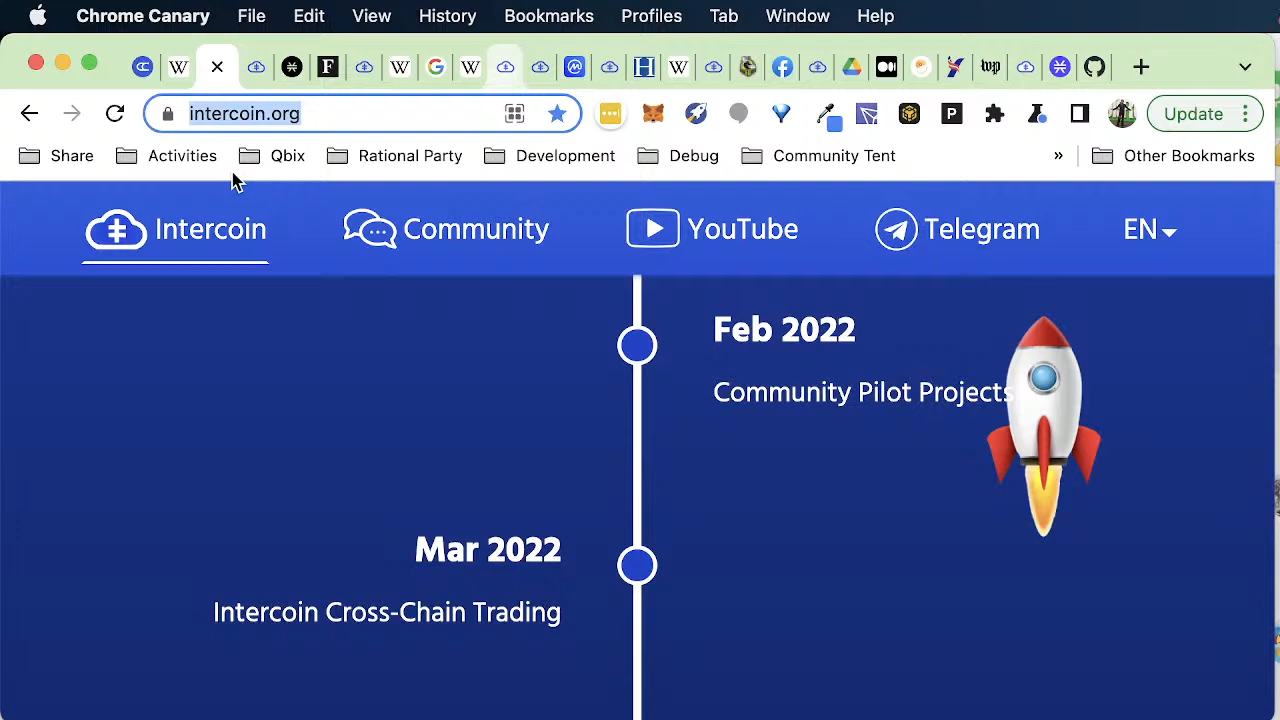 Chrome Canary File Edit View History Bookmarks Profiles Tab Window Help
intercoin.org Update
Share Activities Qbix Rational Party Development Debug Community Tent » Other Bookmarks
Intercoin Community YouTube Telegram EN
Feb 2022
Community Pilot Projects
Mar 2022
Intercoin Cross-Chain Trading